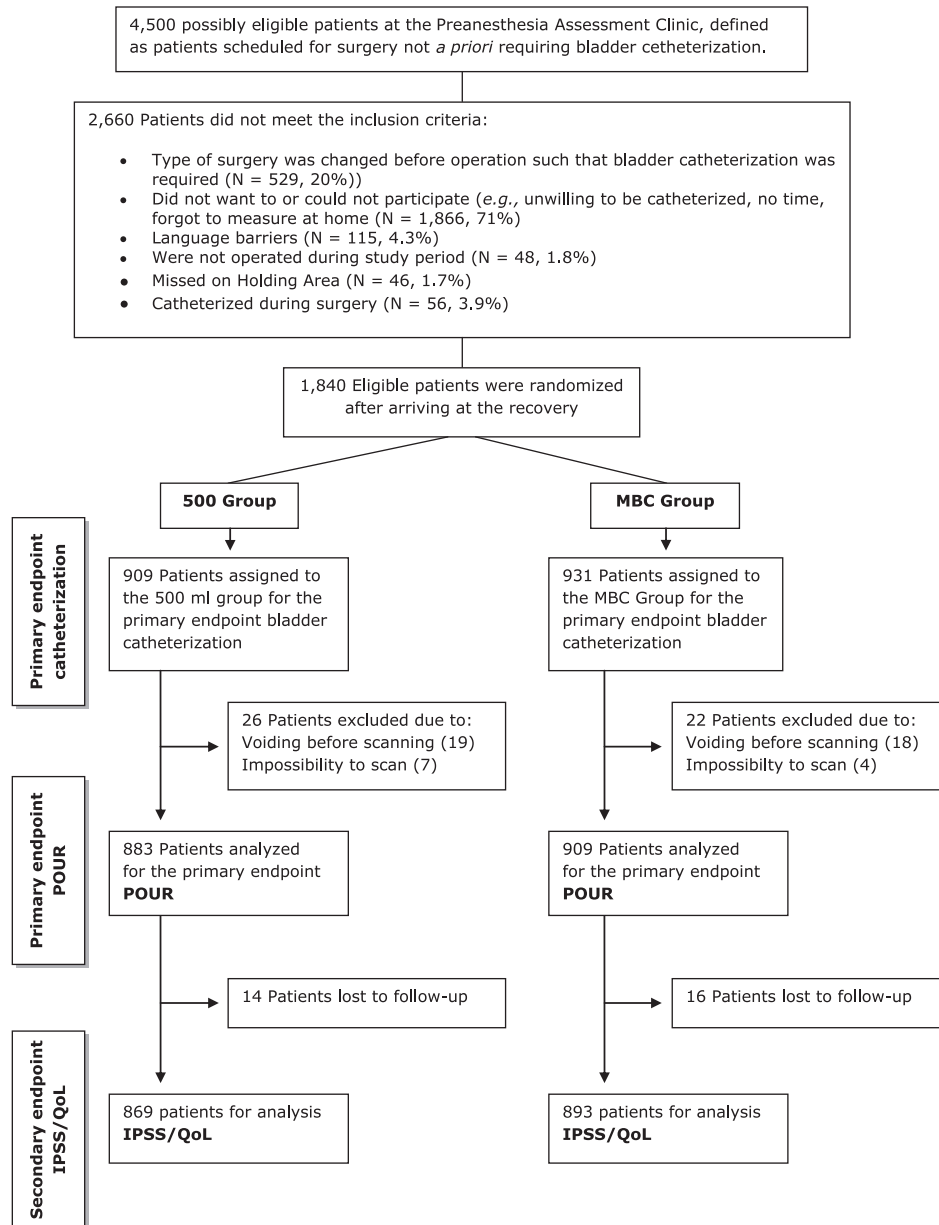 4,500 possibly eligible patients at the Preanesthesia Assessment Clinic, defined
as patients scheduled for surgery not a priori requiring bladder cetheterization.
2,660 Patients did not meet the inclusion criteria:
• Type of surgery was changed before operation such that bladder catheterization was
required (N = 529, 20%))
• Did not want to or could not participate (e.g., unwilling to be catheterized, no time,
forgot to measure at home (N = 1,866, 71%)
• Language barriers (N = 115, 4.3%)
• Were not operated during study period (N = 48, 1.8%)
• Missed on Holding Area (N = 46, 1.7%)
• Catheterized during surgery (N = 56, 3.9%)
1,840 Eligible patients were randomized
after arriving at the recovery
500 Group
MBC Group
Primary endpoint
catheterization
909 Patients assigned to
the 500 ml group for the
primary endpoint bladder
catheterization
931 Patients assigned to
the MBC Group for the
primary endpoint bladder
catheterization
26 Patients excluded due to:
Voiding before scanning (19)
Impossibility to scan (7)
22 Patients excluded due to:
Voiding before scanning (18)
Impossibilty to scan (4)
Primary endpoint
POUR
883 Patients analyzed
for the primary endpoint
POUR
909 Patients analyzed
for the primary endpoint
POUR
14 Patients lost to follow-up
16 Patients lost to follow-up
Secondary endpoint
IPSS/QoL
869 patients for analysis
IPSS/QoL
893 patients for analysis
IPSS/QoL